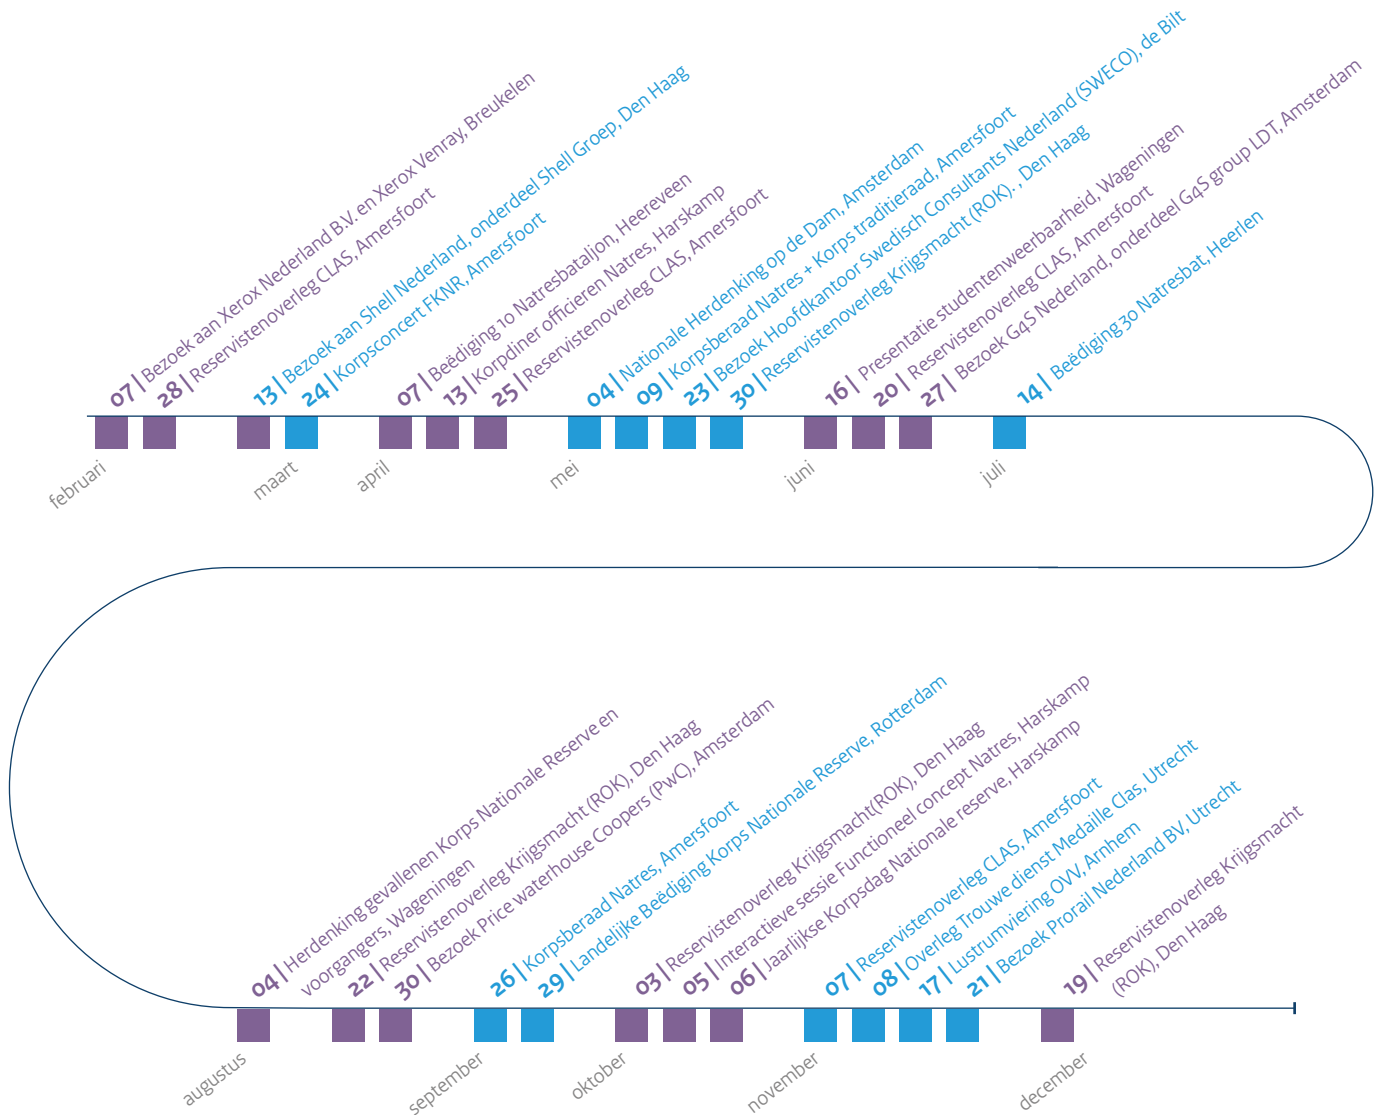 07 | Bezoek aan Xerox Nederland B.V. en Xerox Venray, Breukelen
28 | Reservistenoverleg CLAS, Amersfoort
13 | Bezoek aan Shell Nederland, onderdeel Shell Groep, Den Haag
24 | Korpsconcert FKNR, Amersfoort
07 | Beëdiging 10 Natresbataljon, Heereveen
13 | Korpdiner officieren Natres, Harskamp
25 | Reservistenoverleg CLAS, Amersfoort
04 | Nationale Herdenking op de Dam, Amsterdam
09 | Korpsberaad Natres + Korps traditieraad, Amersfoort
23 | Bezoek Hoofdkantoor Swedisch Consultants Nederland (SWECO), de Bilt
30 | Reservistenoverleg Krijgsmacht (ROK). , Den Haag
16 | Presentatie studentenweerbaarheid, Wageningen
20 | Reservistenoverleg CLAS, Amersfoort
27 | Bezoek G4S Nederland, onderdeel G4S group LDT, Amsterdam
14 | Beëdiging 30 Natresbat, Heerlen
februari
maart
april
mei
juni
juli
04 | Herdenking gevallenen Korps Nationale Reserve en
voorgangers, Wageningen
22 | Reservistenoverleg Krijgsmacht (ROK), Den Haag
30 | Bezoek Price waterhouse Coopers (PwC), Amsterdam
26 | Korpsberaad Natres, Amersfoort
29 | Landelijke Beëdiging Korps Nationale Reserve, Rotterdam
03 | Reservistenoverleg Krijgsmacht(ROK), Den Haag
05 | Interactieve sessie Functioneel concept Natres, Harskamp
06 | Jaarlijkse Korpsdag Nationale reserve, Harskamp
07 | Reservistenoverleg CLAS, Amersfoort
08 | Overleg Trouwe dienst Medaille Clas, Utrecht
17 | Lustrumviering OVV, Arnhem
21 | Bezoek Prorail Nederland BV, Utrecht
19 | Reservistenoverleg Krijgsmacht
(ROK), Den Haag
augustus
september
oktober
november
december